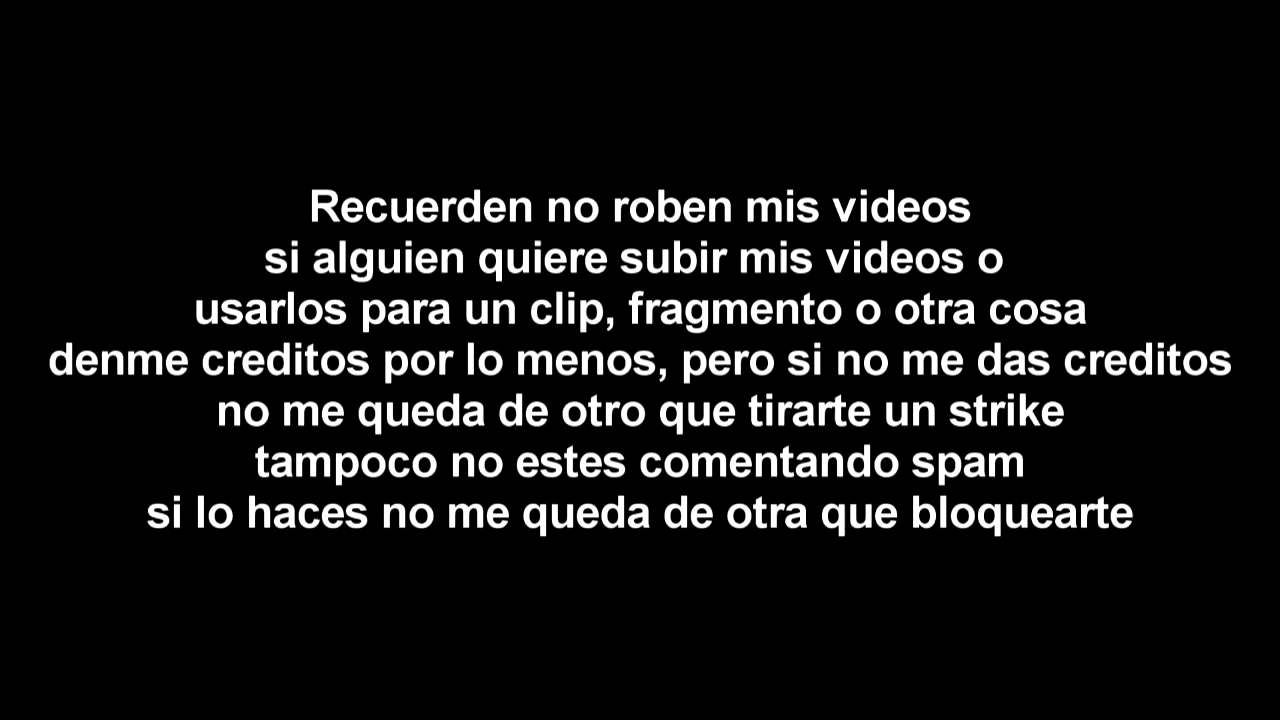 Recuerden no roben mis videos
si alguien quiere subir mis videos o
usarlos para un clip, fragmento o otra cosa
denme creditos por lo menos, pero si no me das creditos
no me queda de otro que tirarte un strike
tampoco no estes comentando spam
si lo haces no me queda de otra que bloquearte